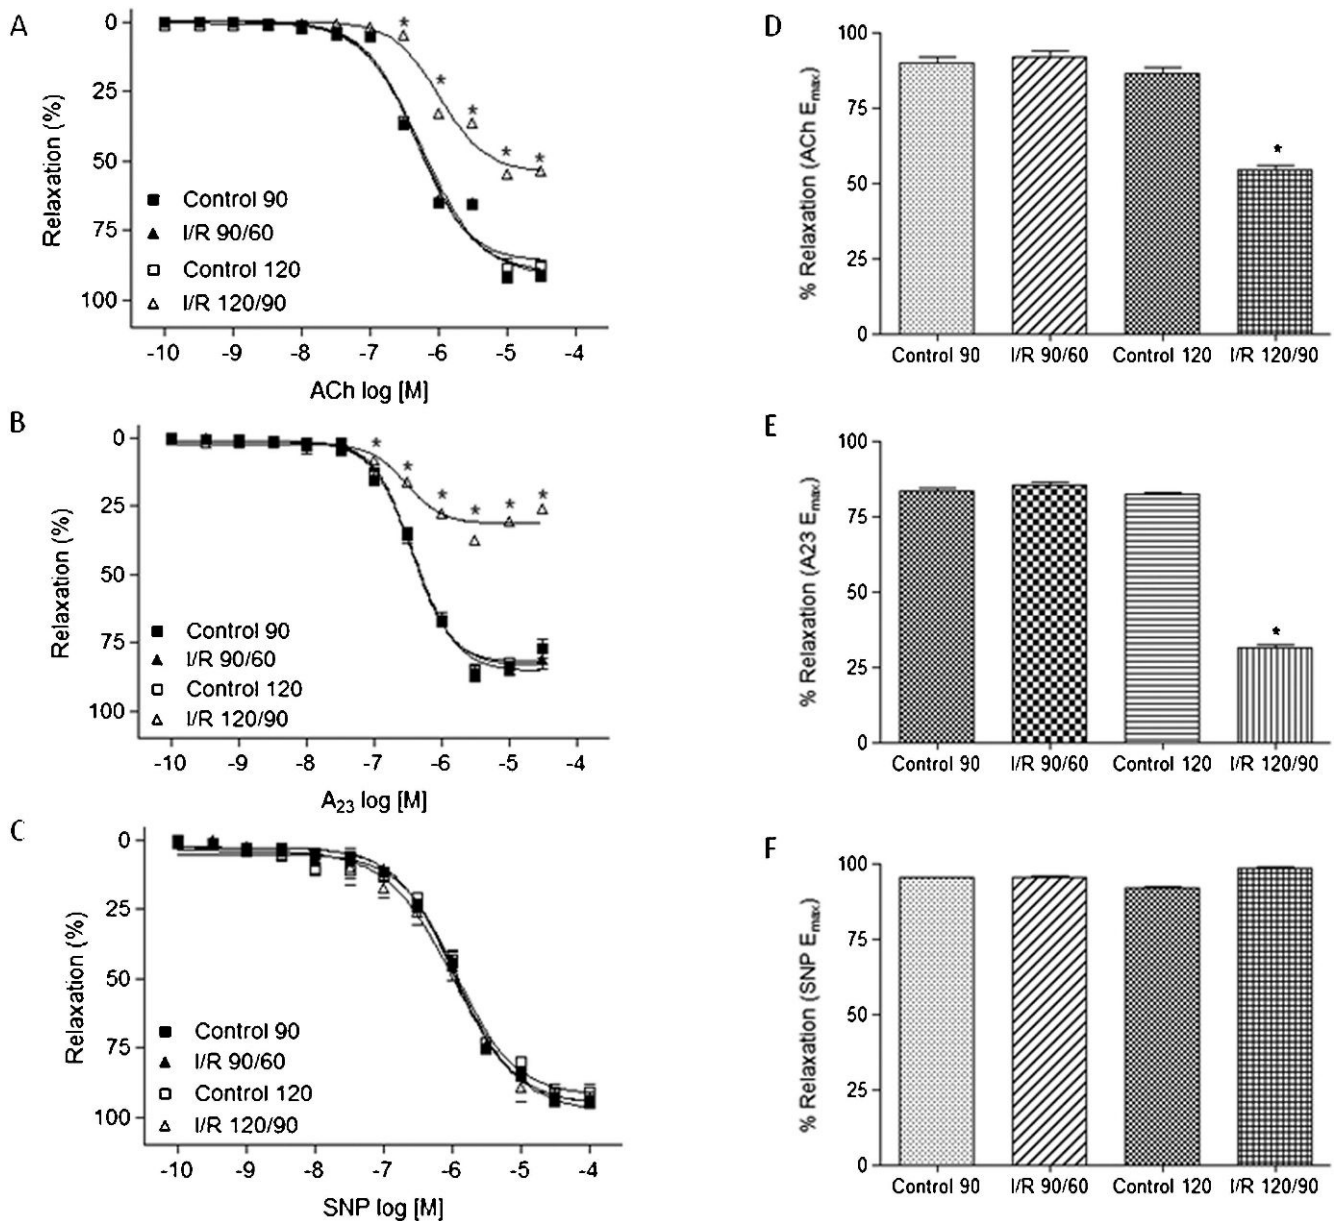 A
0
25
50
75
100
Relaxation (%)
* * * * *
Control 90
I/R 90/60
Control 120
I/R 120/90
-10 -9 -8 -7 -6 -5 -4
ACh log [M]
B
0
25
50
75
100
Relaxation (%)
* * * * * *
Control 90
I/R 90/60
Control 120
I/R 120/90
-10 -9 -8 -7 -6 -5 -4
A23 log [M]
C
0
25
50
75
100
Relaxation (%)
Control 90
I/R 90/60
Control 120
I/R 120/90
-10 -9 -8 -7 -6 -5 -4
SNP log [M]
D
100
75
50
25
0
% Relaxation (ACh Emax)
*
Control 90 I/R 90/60 Control 120 I/R 120/90
E
100
75
50
25
0
% Relaxation (A23 Emax)
*
Control 90 I/R 90/60 Control 120 I/R 120/90
F
100
75
50
25
0
% Relaxation (SNP Emax)
Control 90 I/R 90/60 Control 120 I/R 120/90